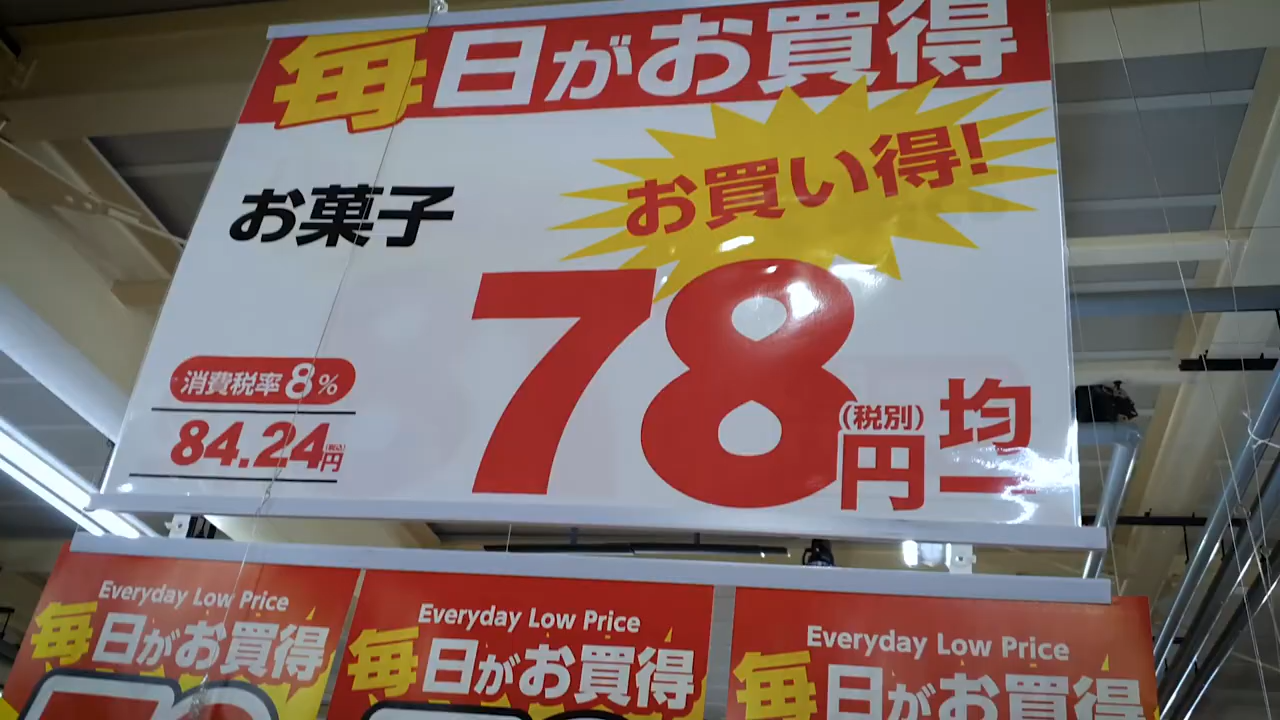 毎日がお買得
お買い得!
お菓子
78
(税別)
円
均一
消費税率8%
84.24円
(税込)
Everyday Low Price
毎日がお買得
Everyday Low Price
毎日がお買得
Everyday Low Price
毎日がお買得